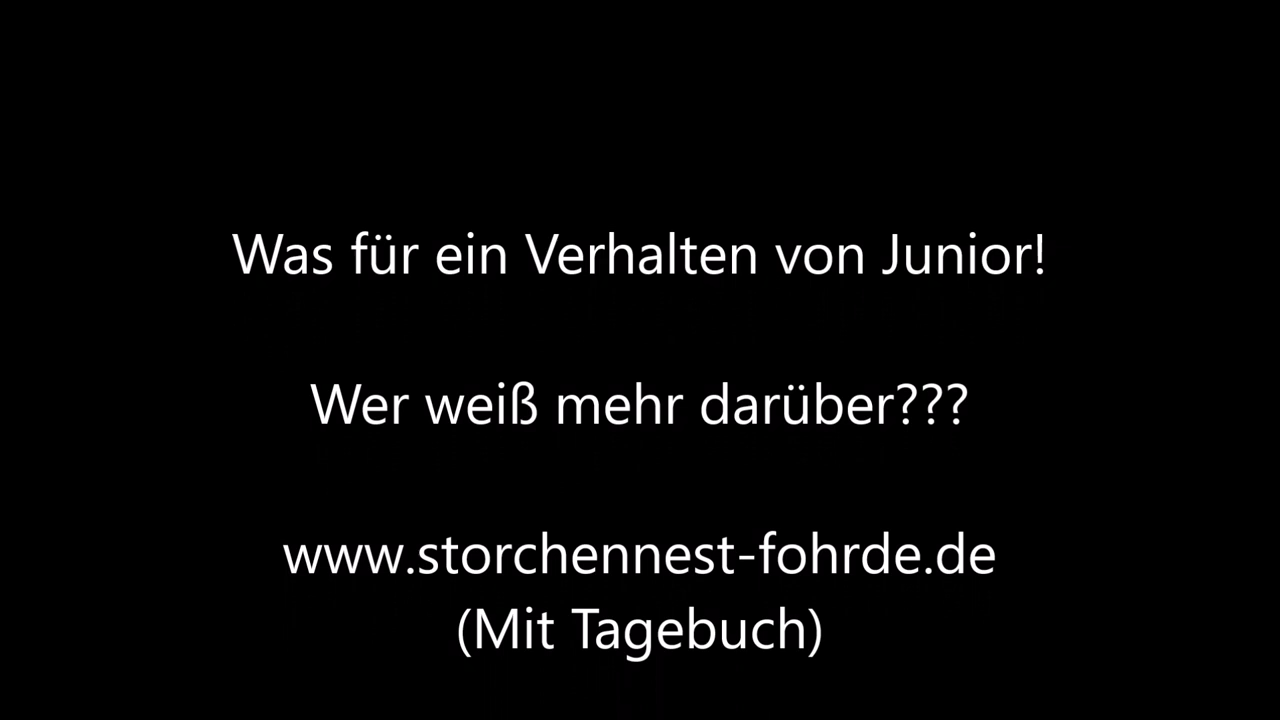 Was für ein Verhalten von Junior!
Wer weiß mehr darüber???
www.storchennest-fohrde.de
(Mit Tagebuch)